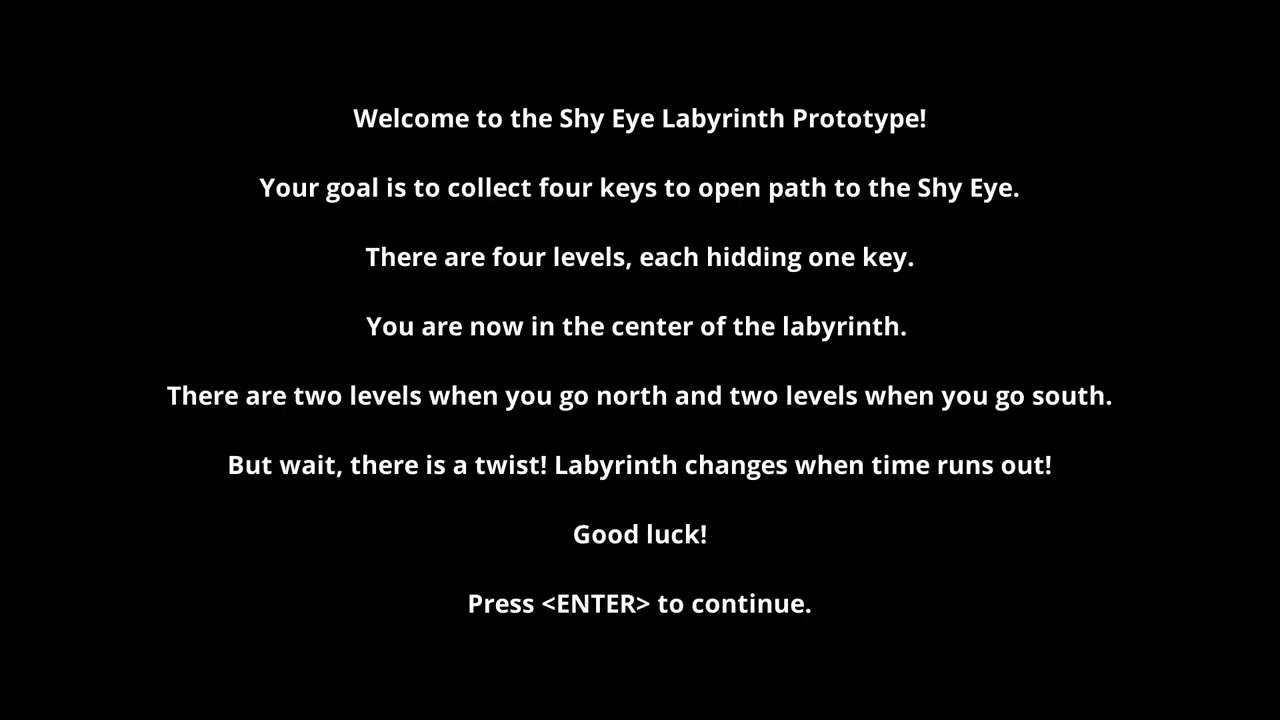 Welcome to the Shy Eye Labyrinth Prototype!
Your goal is to collect four keys to open path to the Shy Eye.
There are four levels, each hidding one key.
You are now in the center of the labyrinth.
There are two levels when you go north and two levels when you go south.
But wait, there is a twist! Labyrinth changes when time runs out!
Good luck!
Press <ENTER> to continue.